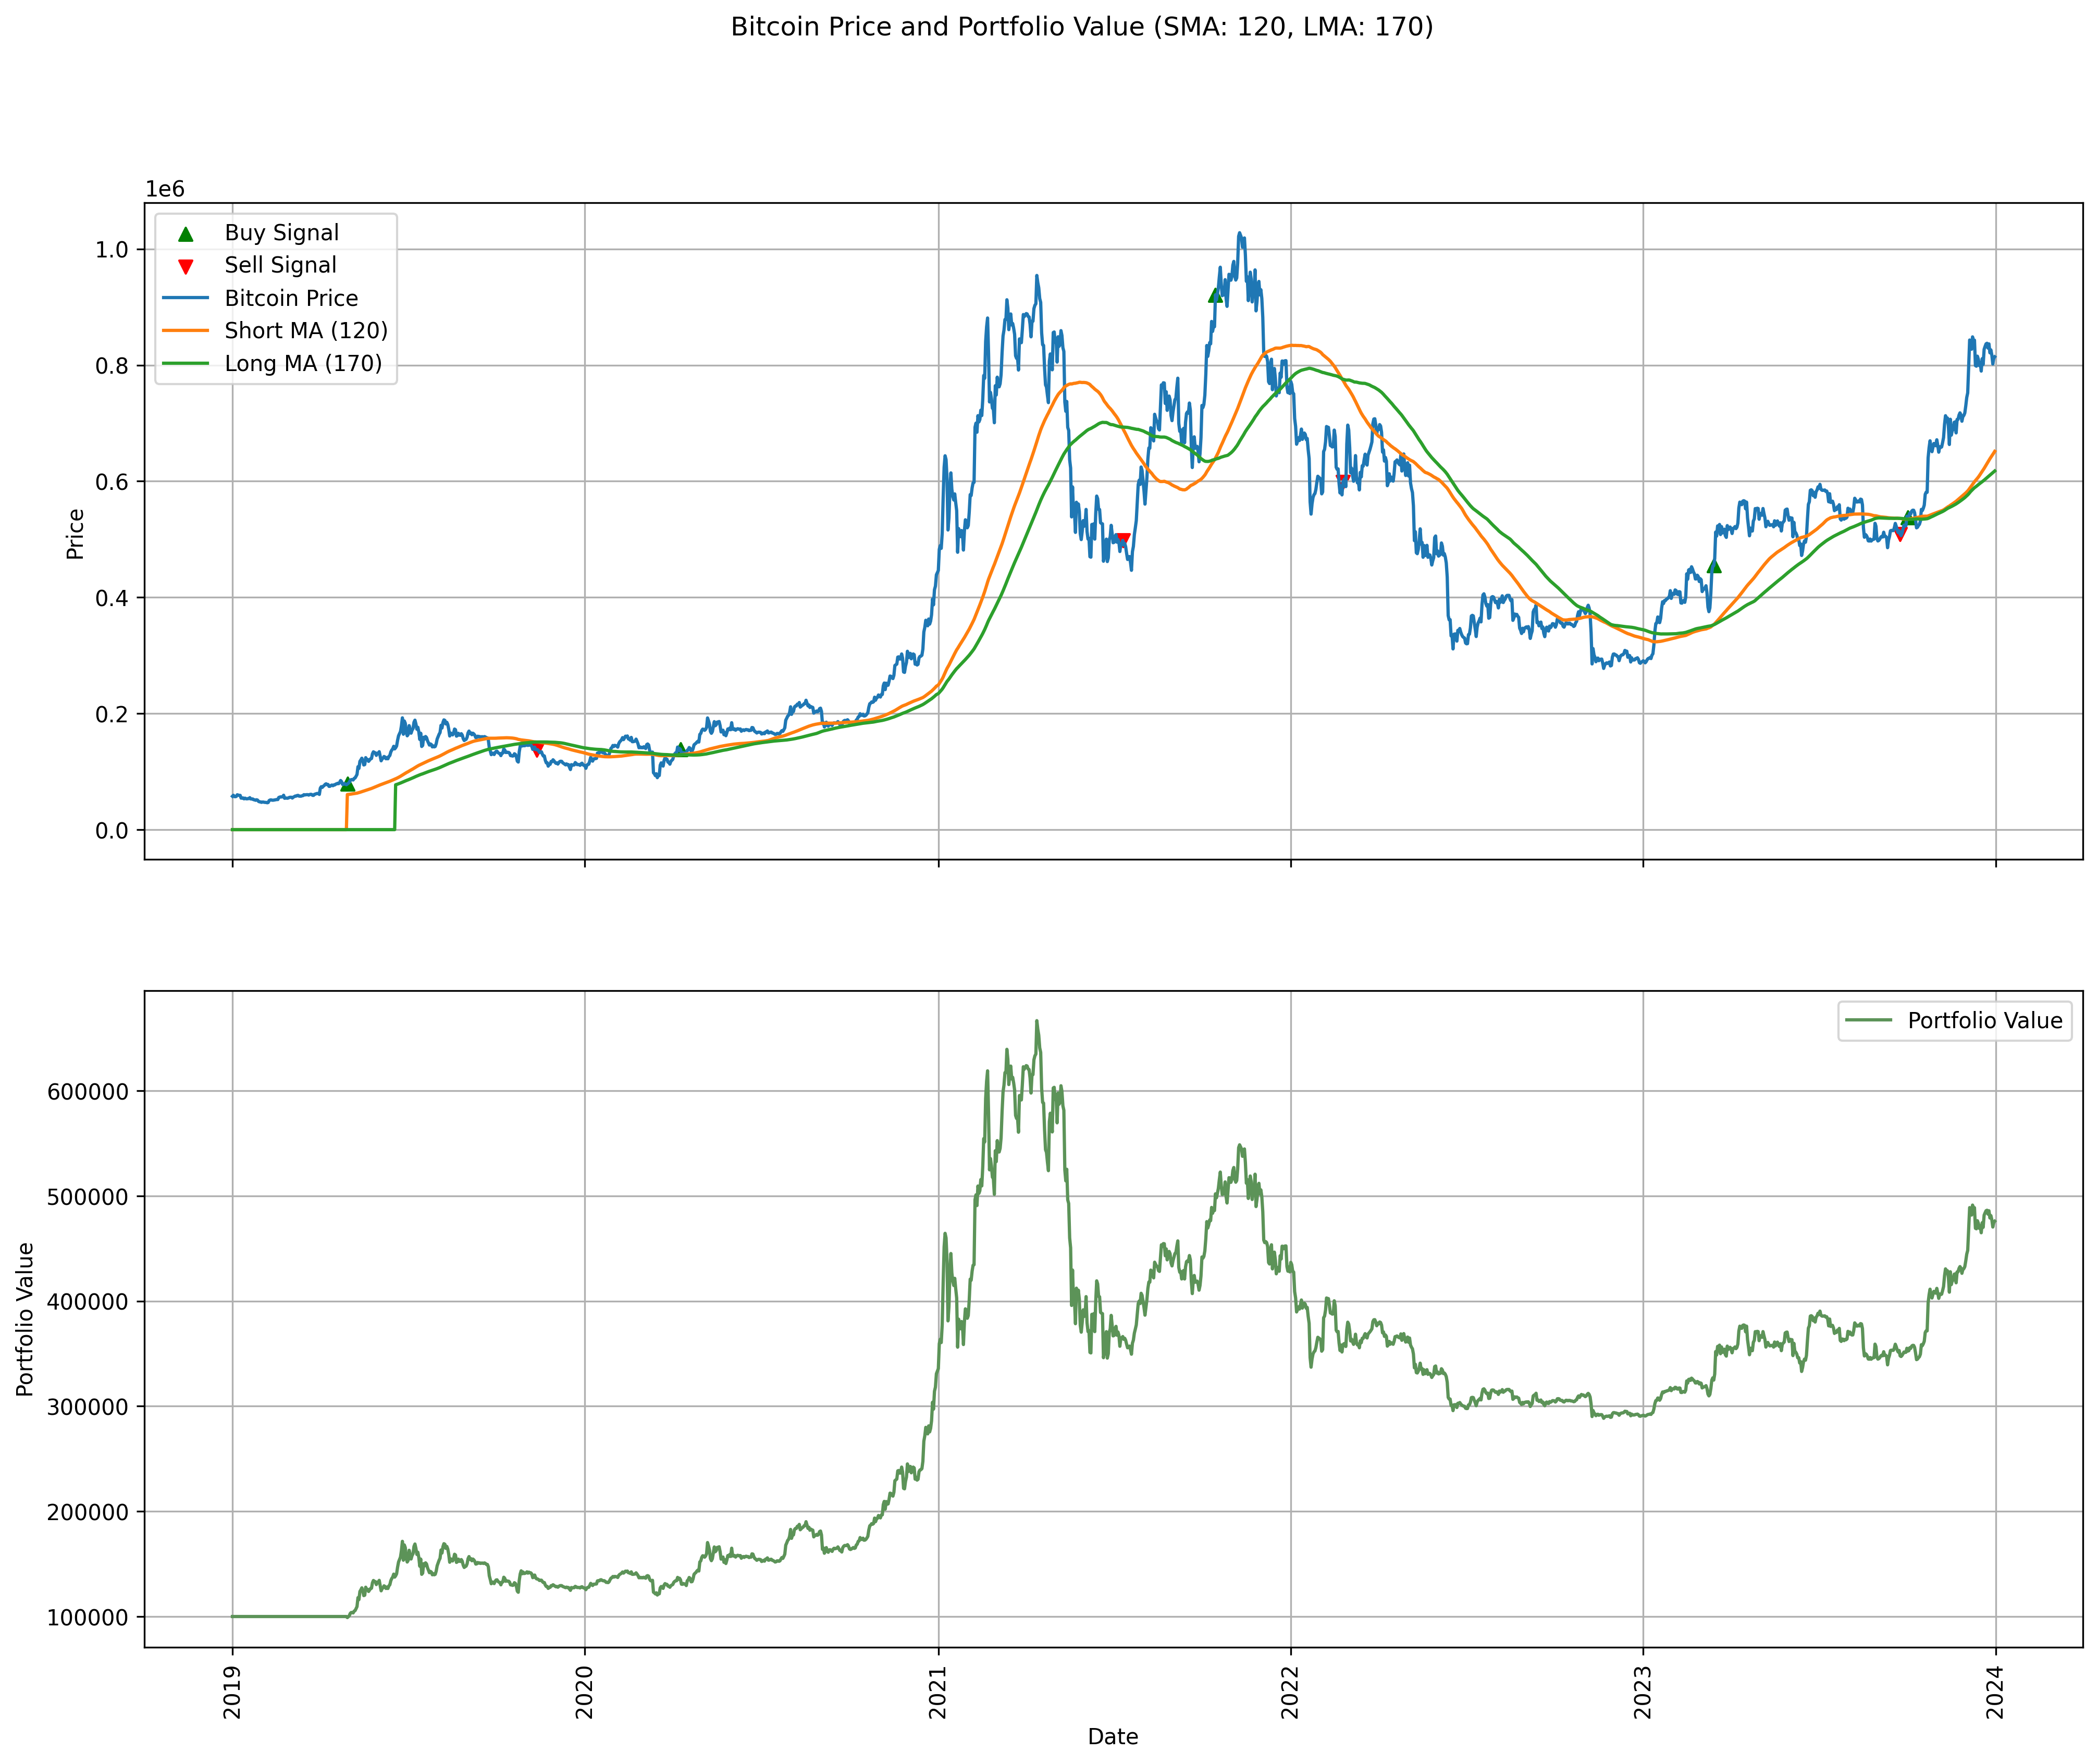 Bitcoin Price and Portfolio Value (SMA: 120, LMA: 170)
1e6
Buy Signal
Sell Signal
Bitcoin Price
Short MA (120)
Long MA (170)
1.0
0.8
0.6
0.4
0.2
0.0
Price
Portfolio Value
600000
500000
400000
300000
200000
100000
Portfolio Value
2019
2020
2021
2022
2023
2024
Date